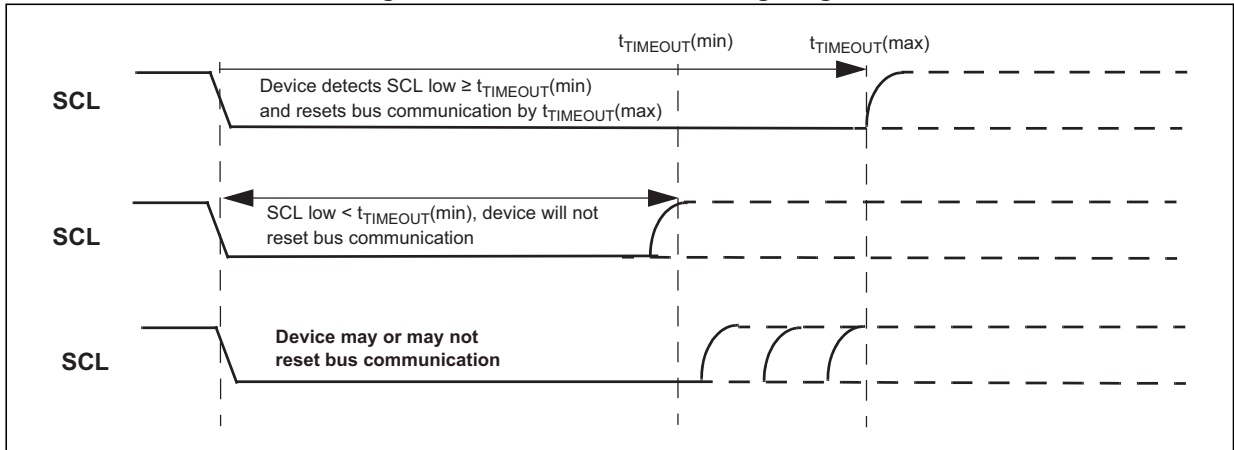 tTIMEOUT(min) tTIMEOUT(max)
SCL
Device detects SCL low ≥ tTIMEOUT(min)
and resets bus communication by tTIMEOUT(max)
SCL
SCL low < tTIMEOUT(min), device will not
reset bus communication
SCL
Device may or may not
reset bus communication